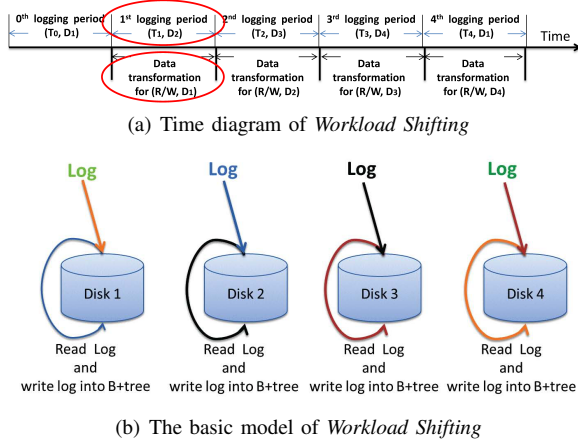 0th logging period 1st logging period 2nd logging period 3rd logging period 4th logging period
(T0, D1) (T1, D2) (T2, D3) (T3, D4) (T4, D1) Time
Data transformation for (R/W, D1) Data transformation for (R/W, D2) Data transformation for (R/W, D3) Data transformation for (R/W, D4)
(a) Time diagram of Workload Shifting
Log Log Log Log
Disk 1 Disk 2 Disk 3 Disk 4
Read Log Read Log Read Log Read Log
and and and and
write log into B+tree write log into B+tree write log into B+tree write log into B+tree
(b) The basic model of Workload Shifting